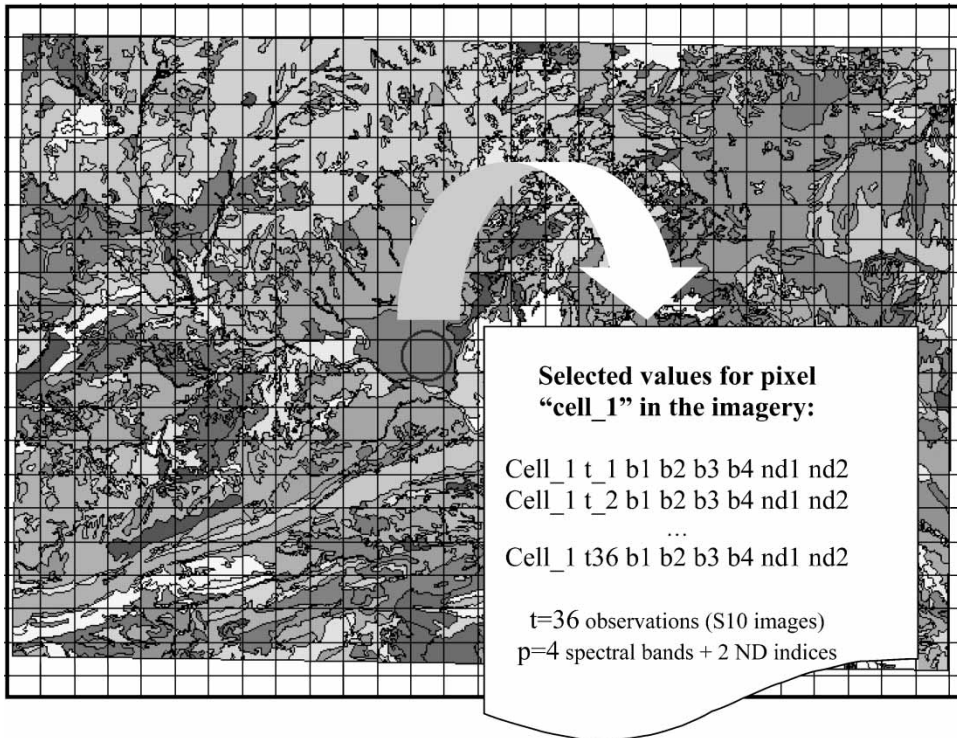 Selected values for pixel
“cell_1” in the imagery:
Cell_1 t_1 b1 b2 b3 b4 nd1 nd2
Cell_1 t_2 b1 b2 b3 b4 nd1 nd2
…
Cell_1 t36 b1 b2 b3 b4 nd1 nd2
t=36 observations (S10 images)
p=4 spectral bands + 2 ND indices